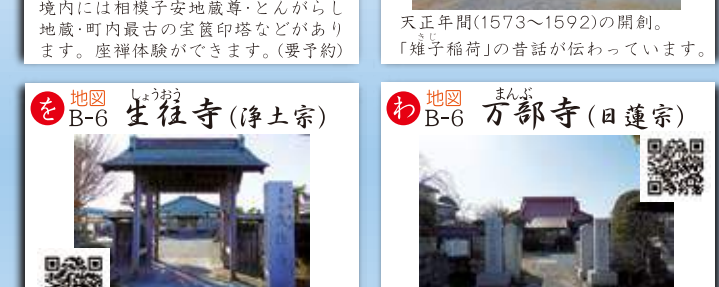 境内には相模子安地蔵尊・とんがらし
地蔵・町内最古の宝篋印塔などがあり
ます。座禅体験ができます。(要予約)
天正年間(1573～1592)の開創。
きじ
「雉子稲荷」の昔話が伝わっています。
を 地図 B-6
しょうおう
生往寺(浄土宗)
わ 地図 B-6
まんぶ
万部寺(日蓮宗)